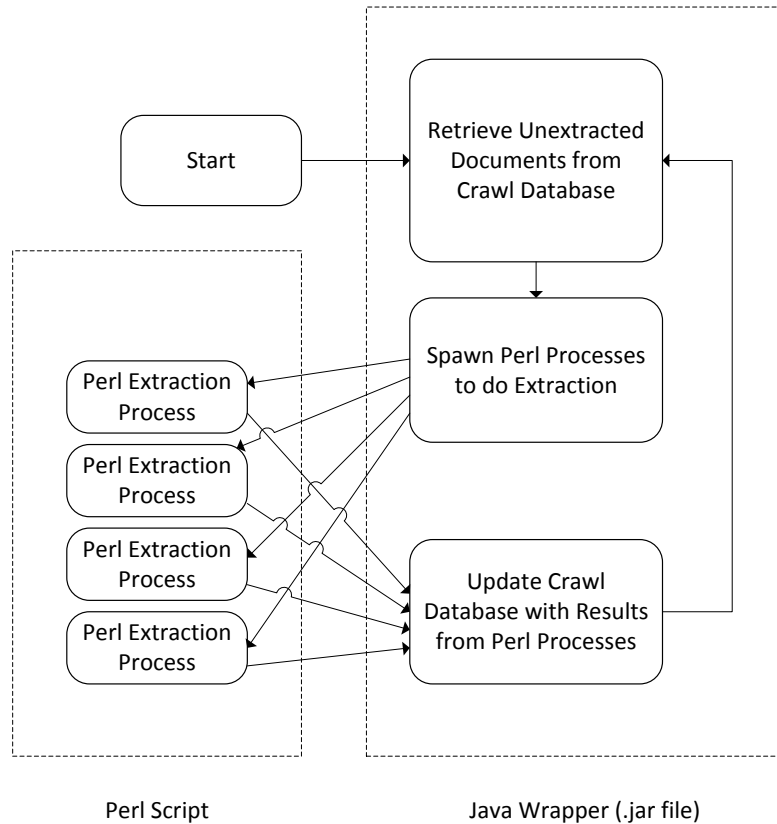 Start
Retrieve Unextracted
Documents from
Crawl Database
Spawn Perl Processes
to do Extraction
Perl Extraction
Process
Perl Extraction
Process
Perl Extraction
Process
Perl Extraction
Process
Update Crawl
Database with Results
from Perl Processes
Perl Script
Java Wrapper (.jar file)